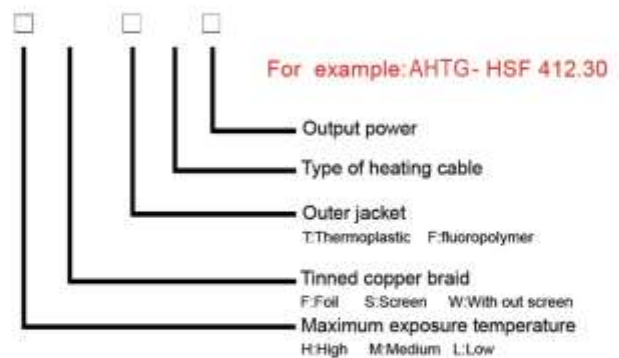 For example:AHTG- HSF 412.30
Output power
Type of heating cable
Outer jacket
T:Thermoplastic F:fluoropolymer
Tinned copper braid
F:Foil S:Screen W:With out screen
Maximum exposure temperature
H:High M:Medium L:Low